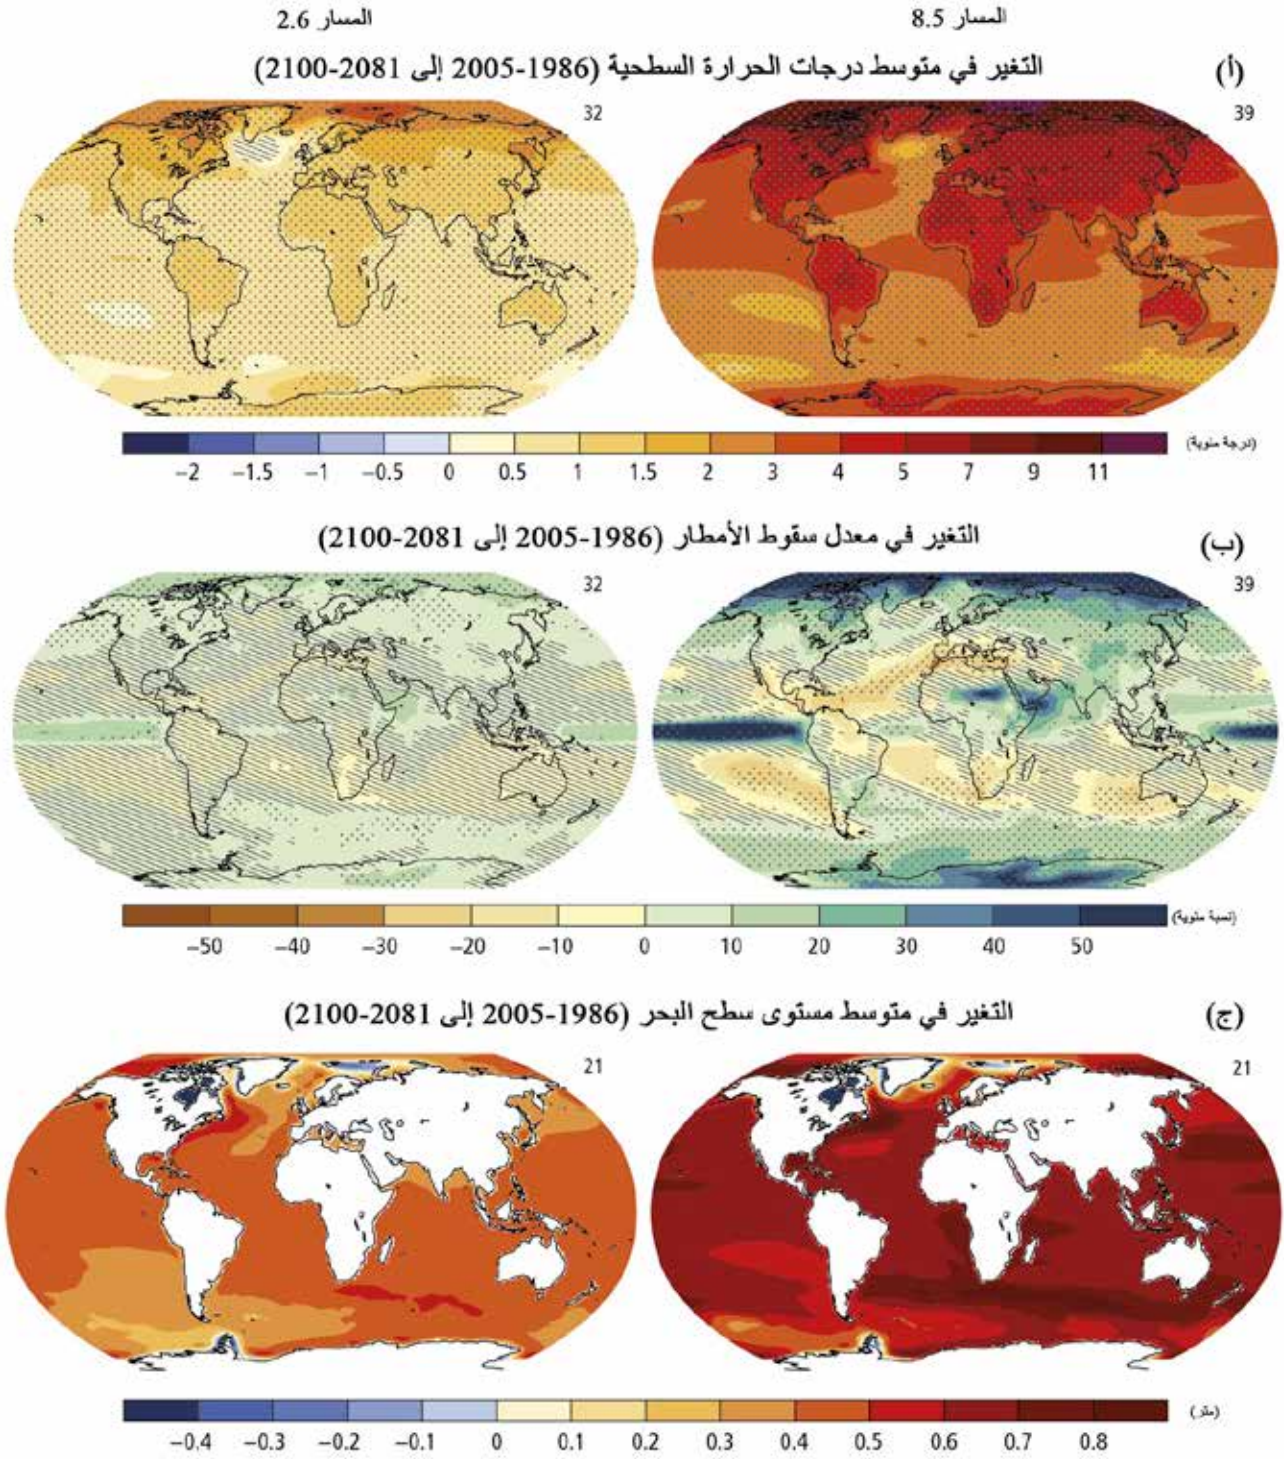 المسار 8.5
المسار 2.6
(أ) التغير في متوسط درجات الحرارة السطحية (1986-2005 إلى 2081-2100)
32
39
−2 −1.5 −1 −0.5 0 0.5 1 1.5 2 3 4 5 7 9 11 (درجة مئوية)
(ب) التغير في معدل سقوط الأمطار (1986-2005 إلى 2081-2100)
32
39
−50 −40 −30 −20 −10 0 10 20 30 40 50 (نسبة مئوية)
(ج) التغير في متوسط مستوى سطح البحر (1986-2005 إلى 2081-2100)
21
21
−0.4 −0.3 −0.2 −0.1 0 0.1 0.2 0.3 0.4 0.5 0.6 0.7 0.8 (متر)